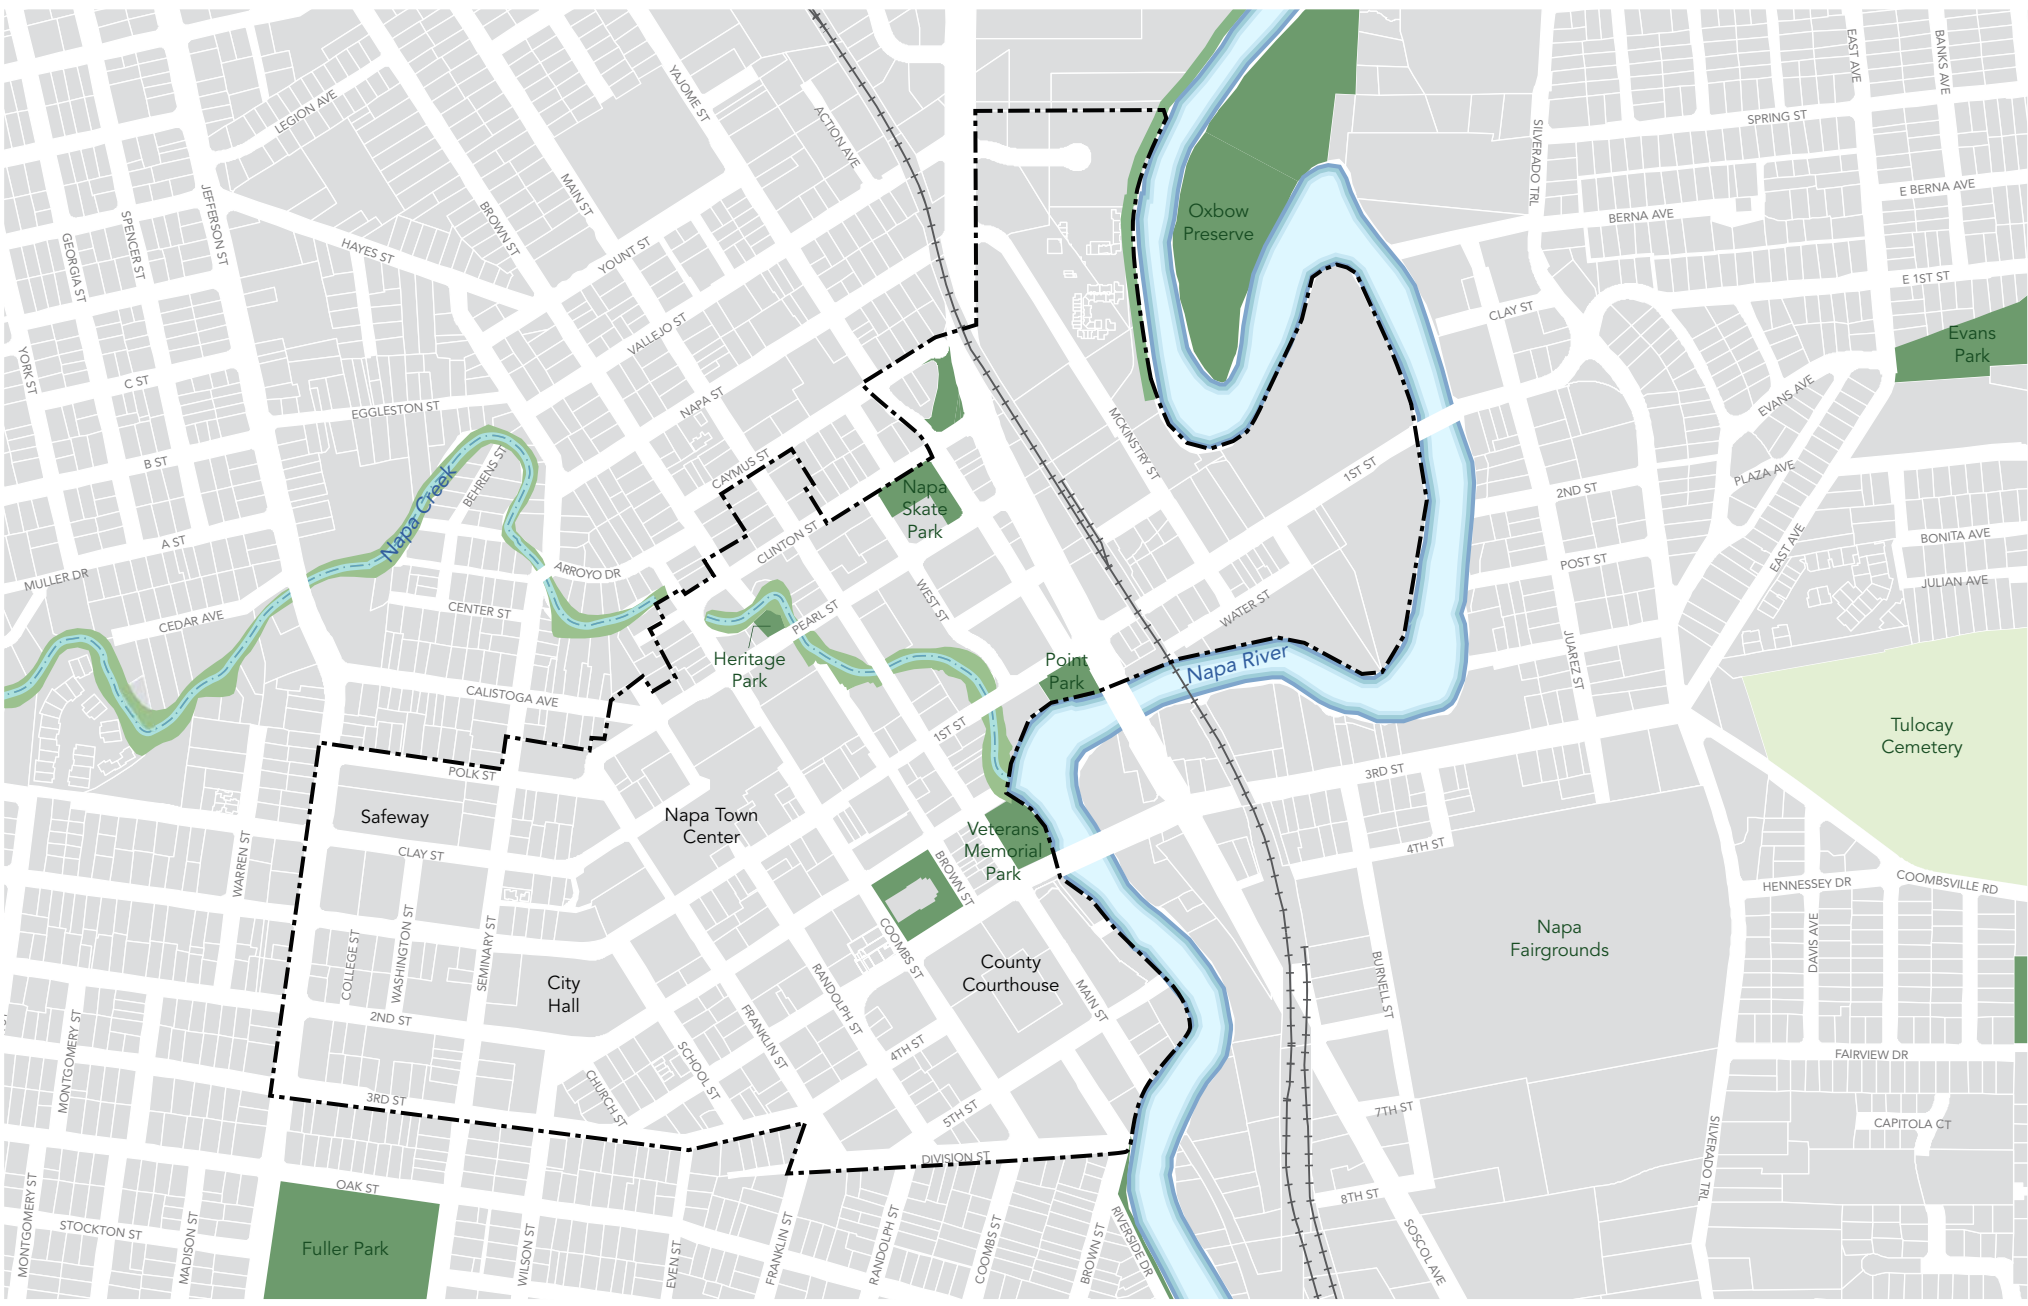 EAST AVE
BANKS AVE
YAJOME ST
LEGION AVE
ACTION AVE
SPRING ST
SILVERADO TRL
MAIN ST
JEFFERSON ST
SPENCER ST
BROWN ST
E BERNA AVE
BERNA AVE
Oxbow
Preserve
GEORGIA ST
HAYES ST
YOUNT ST
E 1ST ST
CLAY ST
VALLEJO ST
Evans
Park
YORK ST
C ST
EGGLESTON ST
NAPA ST
EVANS AVE
MCKINSTRY ST
B ST
BEHRENS ST
CAYMUS ST
1ST ST
PLAZA AVE
2ND ST
Napa
Skate
Park
Napa Creek
A ST
CLINTON ST
BONITA AVE
EAST AVE
POST ST
MULLER DR
ARROYO DR
JULIAN AVE
CENTER ST
WEST ST
WATER ST
CEDAR AVE
PEARL ST
JUAREZ ST
Heritage
Park
Point
Park
Napa River
CALISTOGA AVE
1ST ST
Tulocay
Cemetery
POLK ST
3RD ST
Safeway
Napa Town
Center
Veterans
Memorial
Park
CLAY ST
WARREN ST
4TH ST
BROWN ST
HENNESSEY DR
COOMBSVILLE RD
COLLEGE ST
WASHINGTON ST
SEMINARY ST
COOMBS ST
Napa
Fairgrounds
DAVIS AVE
County
Courthouse
City
Hall
RANDOLPH ST
MAIN ST
BURNELL ST
2ND ST
FRANKLIN ST
MONTGOMERY ST
SCHOOL ST
4TH ST
FAIRVIEW DR
CHURCH ST
3RD ST
5TH ST
7TH ST
CAPITOLA CT
DIVISION ST
SILVERADO TRL
OAK ST
8TH ST
MONTGOMERY ST
STOCKTON ST
MADISON ST
Fuller Park
WILSON ST
EVEN ST
FRANKLIN ST
RANDOLPH ST
COOMBS ST
BROWN ST
RIVERSIDE DR
SOSCOL AVE